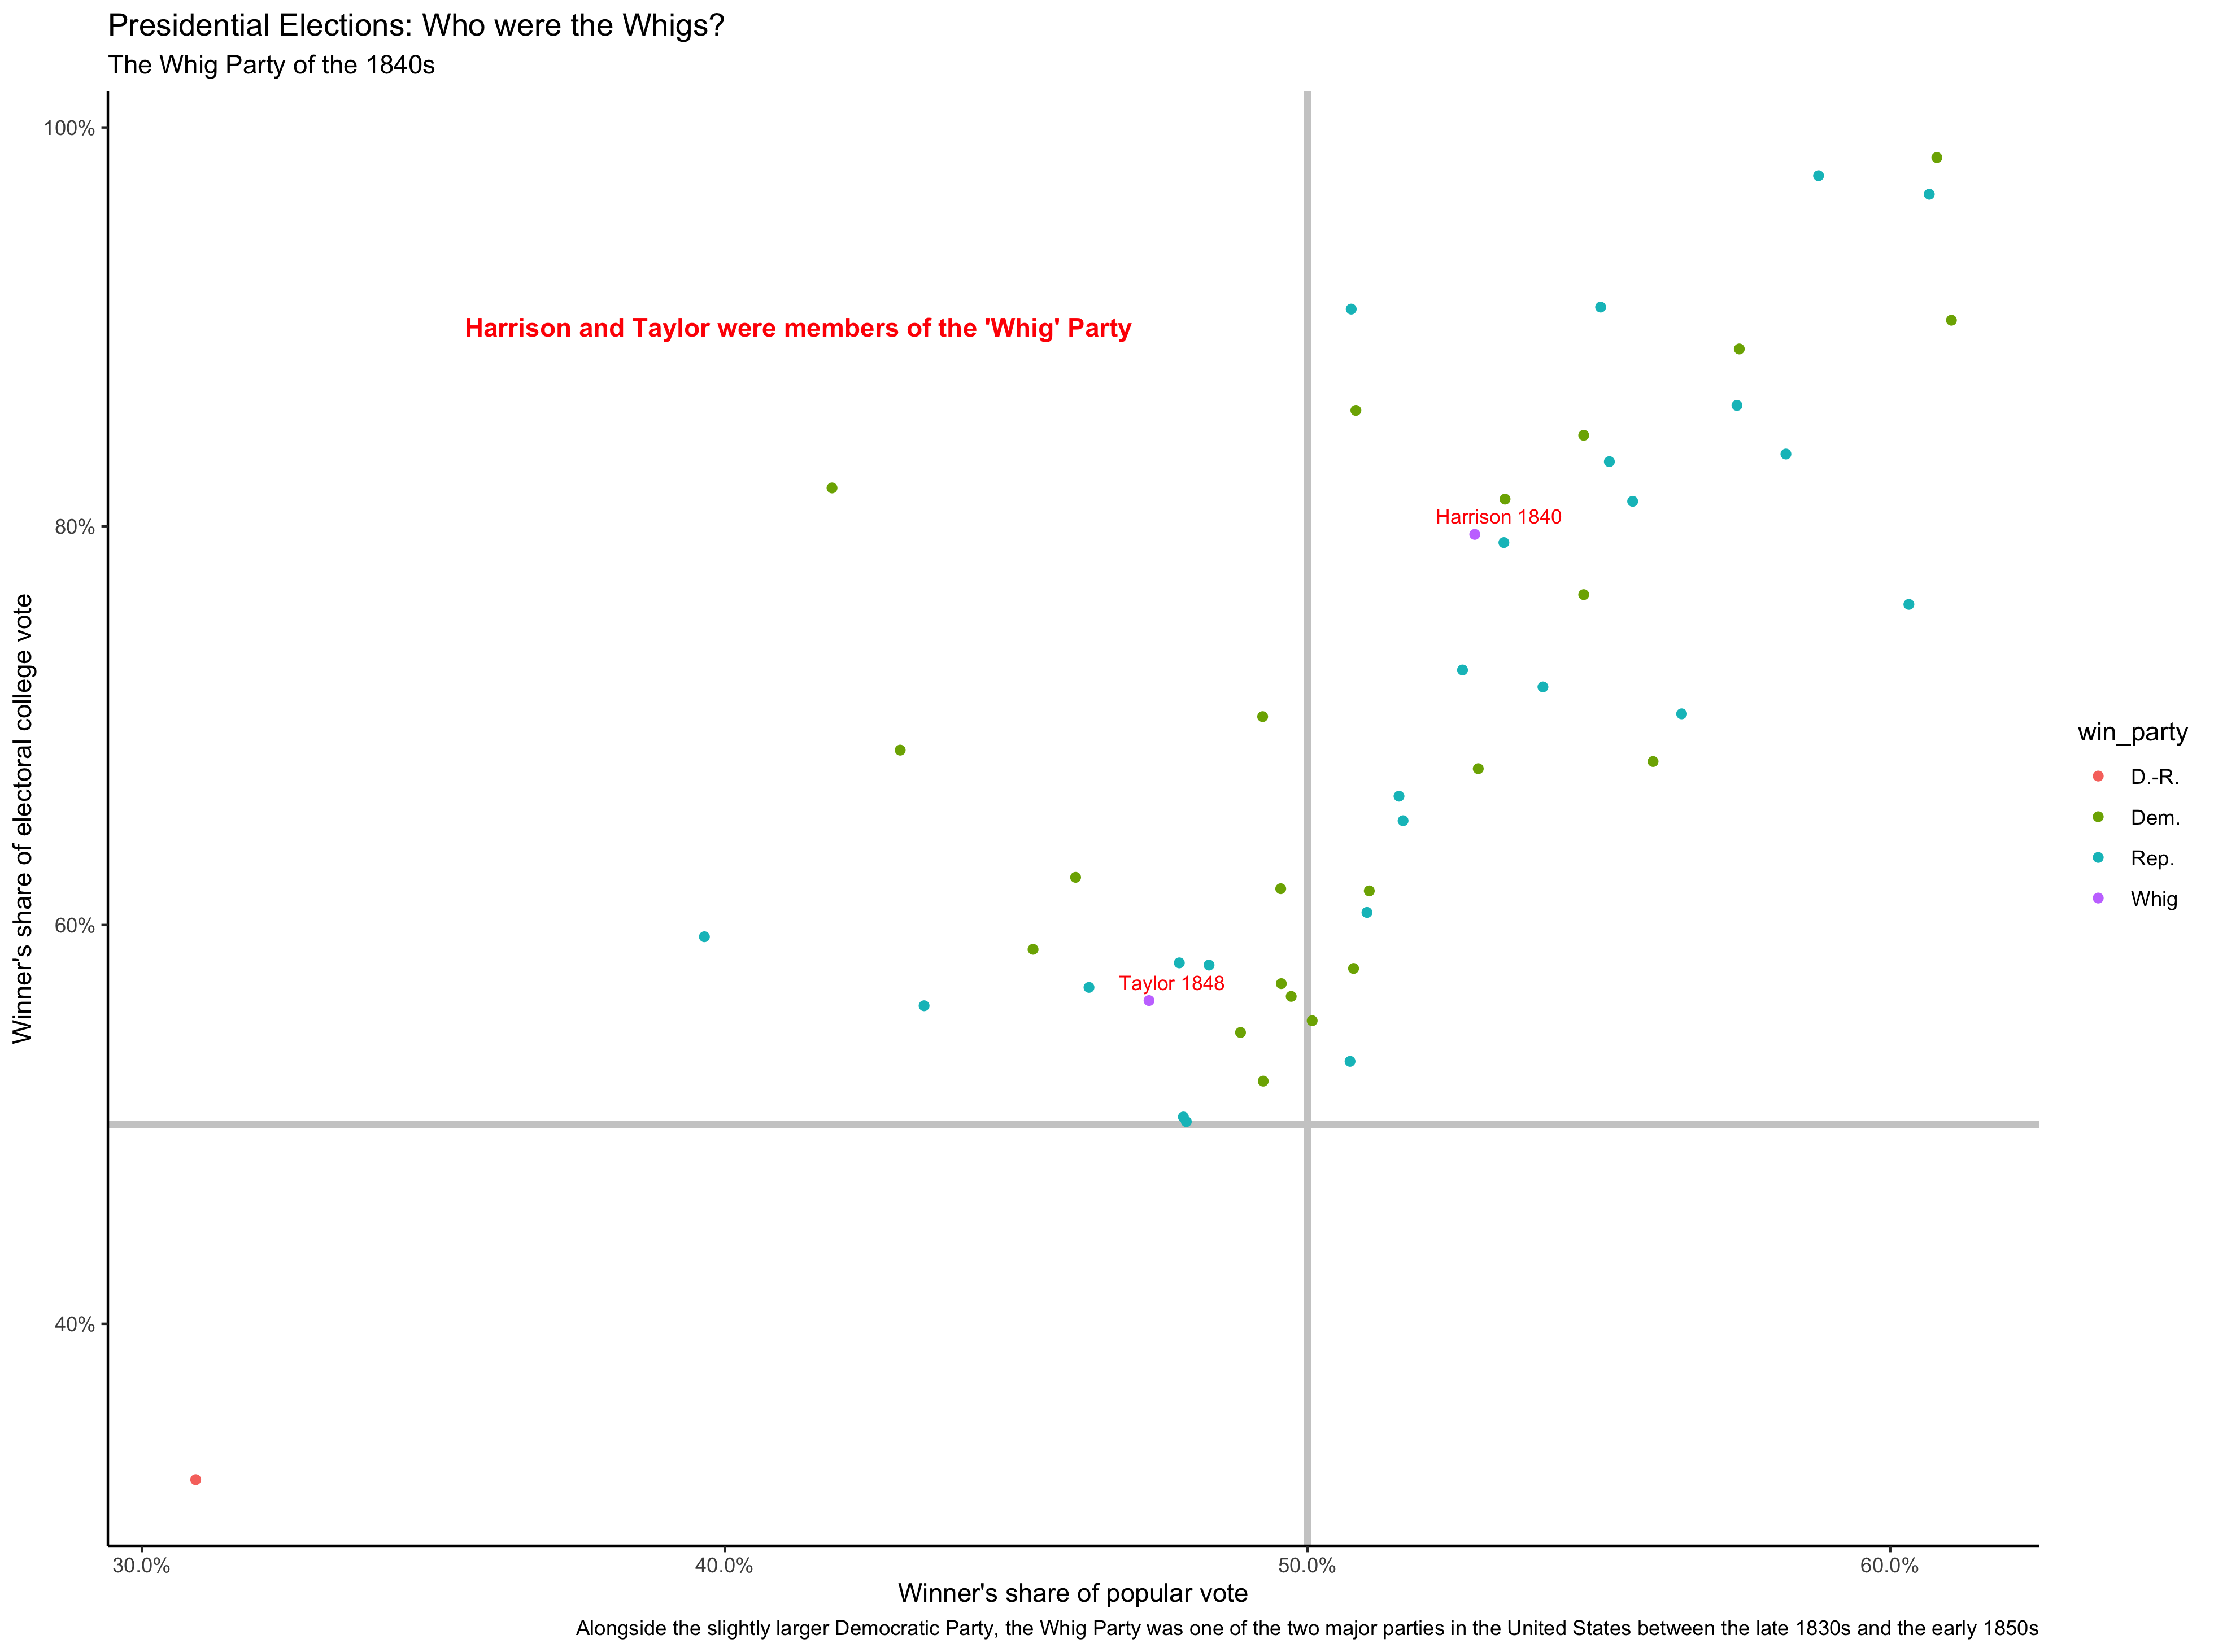 Presidential Elections: Who were the Whigs?
The Whig Party of the 1840s
100%
80%
60%
40%
Winner's share of electoral college vote
Harrison and Taylor were members of the 'Whig' Party
Harrison 1840
Taylor 1848
win_party
D.-R.
Dem.
Rep.
Whig
30.0%
40.0%
50.0%
60.0%
Winner's share of popular vote
Alongside the slightly larger Democratic Party, the Whig Party was one of the two major parties in the United States between the late 1830s and the early 1850s